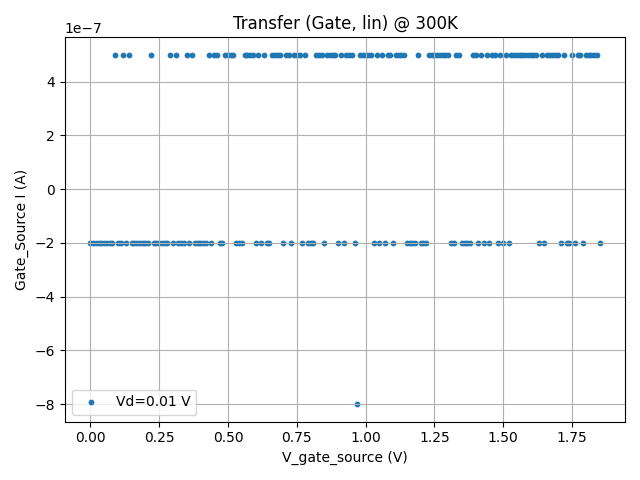 Transfer (Gate, lin) @ 300K
1e−7
4
2
0
−2
−4
−6
−8
Gate_Source I (A)
Vd=0.01 V
0.00 0.25 0.50 0.75 1.00 1.25 1.50 1.75
V_gate_source (V)